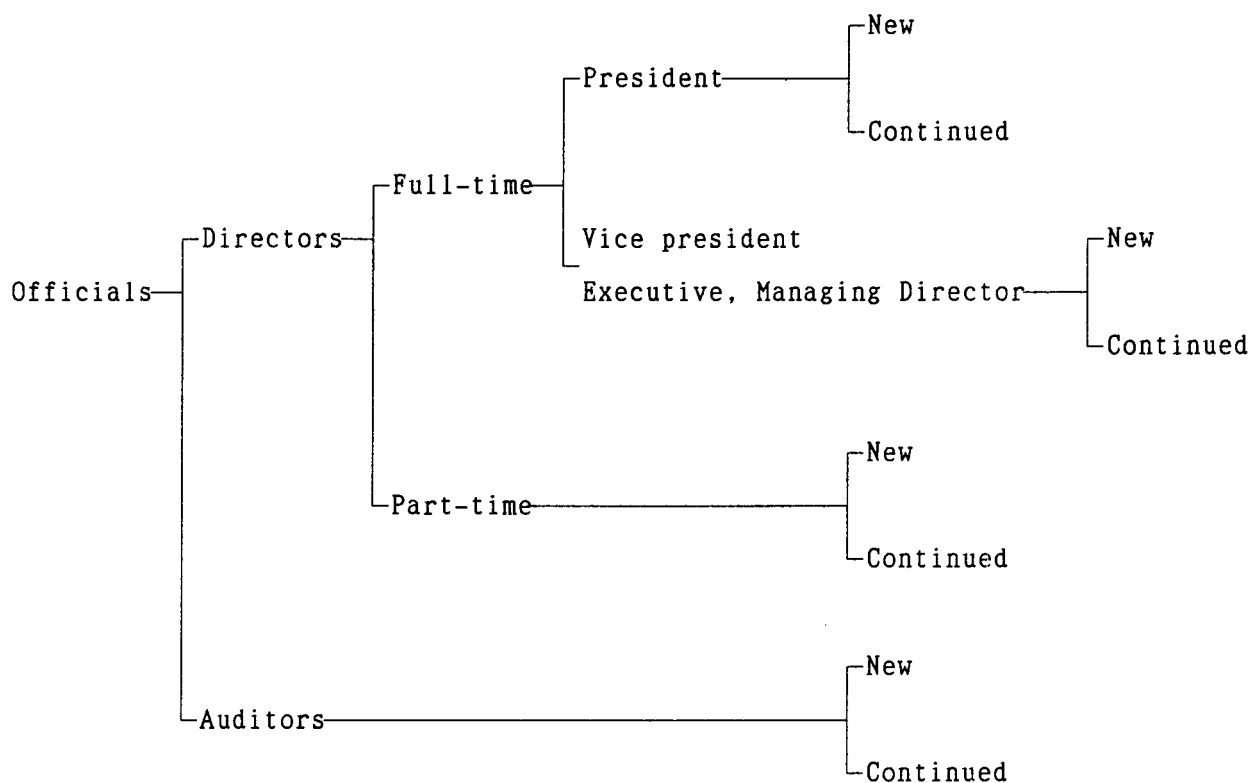 New
President
Continued
Full-time
Directors
Vice president
New
Officials
Executive, Managing Director
Continued
New
Part-time
Continued
New
Auditors
Continued